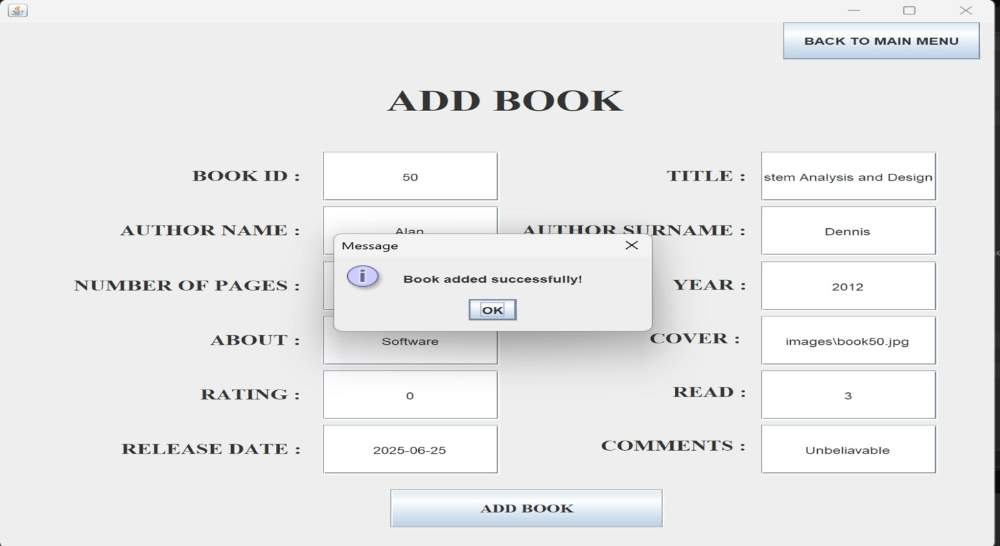 BACK TO MAIN MENU
ADD BOOK
BOOK ID : 50 TITLE : stem Analysis and Design
AUTHOR NAME : Alan AUTHOR SURNAME : Dennis
Message
Book added successfully!
OK
NUMBER OF PAGES : YEAR : 2012
ABOUT : Software COVER : images\book50.jpg
RATING : 0 READ : 3
RELEASE DATE : 2025-06-25 COMMENTS : Unbeliavable
ADD BOOK